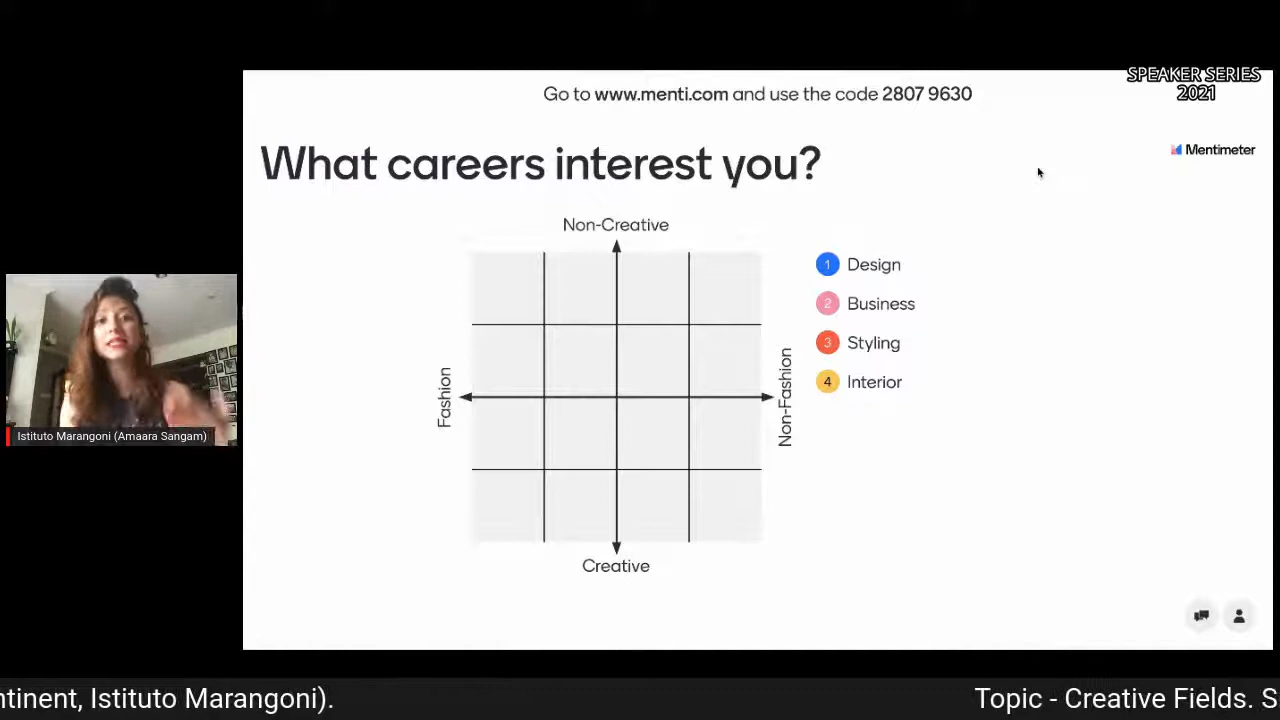 SPEAKER SERIES
2021
Go to www.menti.com and use the code 2807 9630
What careers interest you?
Mentimeter
Non-Creative
Fashion
Non-Fashion
Creative
1 Design
2 Business
3 Styling
4 Interior
Istituto Marangoni (Amaara Sangam)
ntinent, Istituto Marangoni).
Topic - Creative Fields. S